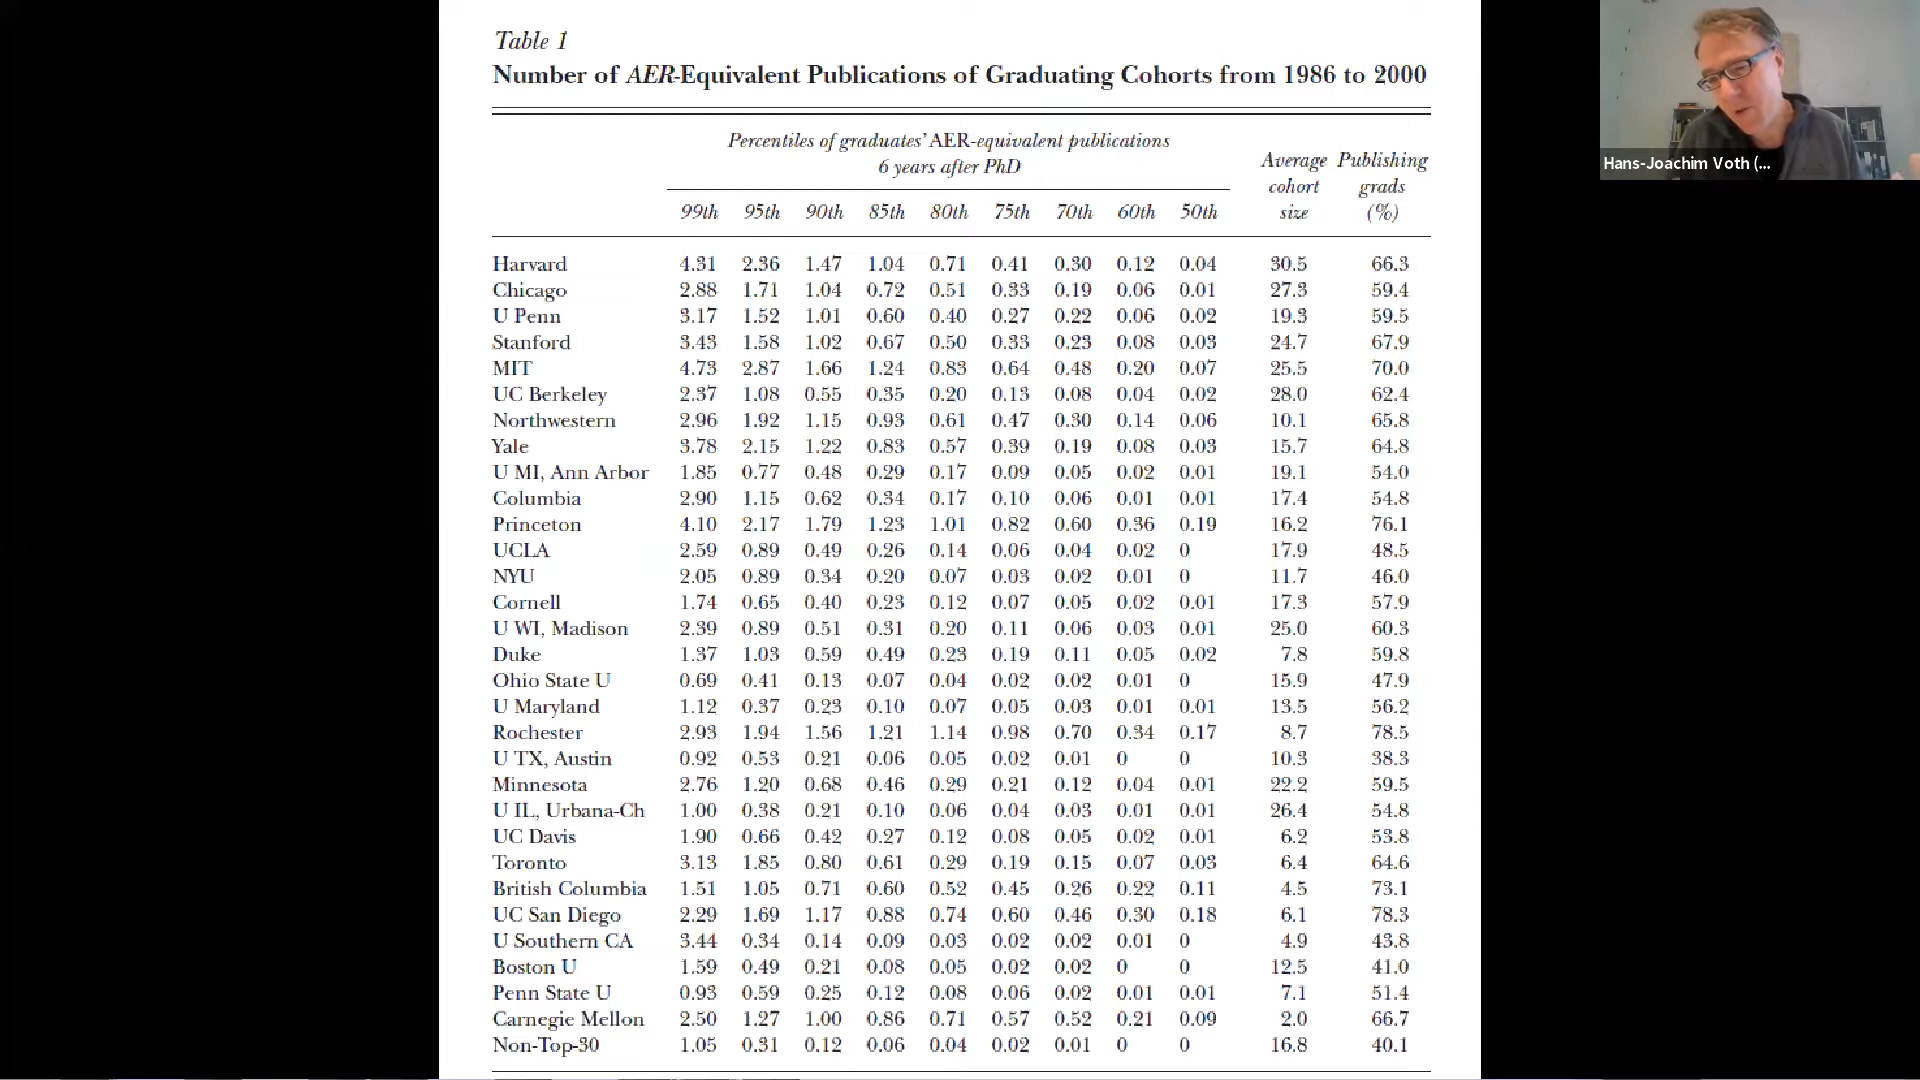 Table 1
Number of AER-Equivalent Publications of Graduating Cohorts from 1986 to 2000
Percentiles of graduates' AER-equivalent publications
6 years after PhD
Average cohort size
Publishing grads (%)
99th 95th 90th 85th 80th 75th 70th 60th 50th
Harvard 4.31 2.36 1.47 1.04 0.71 0.41 0.30 0.12 0.04 30.5 66.3
Chicago 2.88 1.71 1.04 0.72 0.51 0.33 0.19 0.06 0.01 27.3 59.4
U Penn 3.17 1.52 1.01 0.60 0.40 0.27 0.22 0.06 0.02 19.3 59.5
Stanford 3.43 1.58 1.02 0.67 0.50 0.33 0.23 0.08 0.03 24.7 67.9
MIT 4.73 2.87 1.66 1.24 0.83 0.64 0.48 0.20 0.07 25.5 70.0
UC Berkeley 2.37 1.08 0.55 0.35 0.20 0.13 0.08 0.04 0.02 28.0 62.4
Northwestern 2.96 1.92 1.15 0.93 0.61 0.47 0.30 0.14 0.06 10.1 65.8
Yale 3.78 2.15 1.22 0.83 0.57 0.39 0.19 0.08 0.03 15.7 64.8
U MI, Ann Arbor 1.85 0.77 0.48 0.29 0.17 0.09 0.05 0.02 0.01 19.1 54.0
Columbia 2.90 1.15 0.62 0.34 0.17 0.10 0.06 0.01 0.01 17.4 54.8
Princeton 4.10 2.17 1.79 1.23 1.01 0.82 0.60 0.36 0.19 16.2 76.1
UCLA 2.59 0.89 0.49 0.26 0.14 0.06 0.04 0.02 0 17.9 48.5
NYU 2.05 0.89 0.34 0.20 0.07 0.03 0.02 0.01 0 11.7 46.0
Cornell 1.74 0.65 0.40 0.23 0.12 0.07 0.05 0.02 0.01 17.3 57.9
U WI, Madison 2.39 0.89 0.51 0.31 0.20 0.11 0.06 0.03 0.01 25.0 60.3
Duke 1.37 1.03 0.59 0.49 0.23 0.19 0.11 0.05 0.02 7.8 59.8
Ohio State U 0.69 0.41 0.13 0.07 0.04 0.02 0.02 0.01 0 15.9 47.9
U Maryland 1.12 0.37 0.23 0.10 0.07 0.05 0.03 0.01 0.01 13.5 56.2
Rochester 2.93 1.94 1.56 1.21 1.14 0.98 0.70 0.34 0.17 8.7 78.5
U TX, Austin 0.92 0.53 0.21 0.06 0.05 0.02 0.01 0 0 10.3 38.3
Minnesota 2.76 1.20 0.68 0.46 0.29 0.21 0.12 0.04 0.01 22.2 59.5
U IL, Urbana-Ch 1.00 0.38 0.21 0.10 0.06 0.04 0.03 0.01 0.01 26.4 54.8
UC Davis 1.90 0.66 0.42 0.27 0.12 0.08 0.05 0.02 0.01 6.2 53.8
Toronto 3.13 1.85 0.80 0.61 0.29 0.19 0.15 0.07 0.03 6.4 64.6
British Columbia 1.51 1.05 0.71 0.60 0.52 0.45 0.26 0.22 0.11 4.5 73.1
UC San Diego 2.29 1.69 1.17 0.88 0.74 0.60 0.46 0.30 0.18 6.1 78.3
U Southern CA 3.44 0.34 0.14 0.09 0.03 0.02 0.02 0.01 0 4.9 43.8
Boston U 1.59 0.49 0.21 0.08 0.05 0.02 0.02 0 0 12.5 41.0
Penn State U 0.93 0.59 0.25 0.12 0.08 0.06 0.02 0.01 0.01 7.1 51.4
Carnegie Mellon 2.50 1.27 1.00 0.86 0.71 0.57 0.52 0.21 0.09 2.0 66.7
Non-Top-30 1.05 0.31 0.12 0.06 0.04 0.02 0.01 0 0 16.8 40.1
Hans-Joachim Voth (...